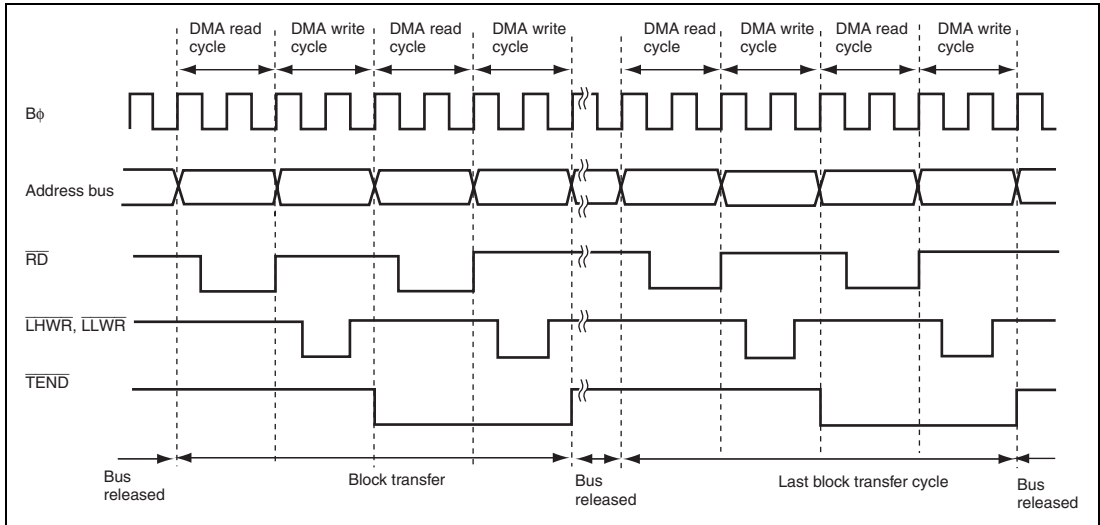 DMA read cycle
DMA write cycle
DMA read cycle
DMA write cycle
DMA read cycle
DMA write cycle
DMA read cycle
DMA write cycle
Bφ
Address bus
RD
LHWR, LLWR
TEND
Bus released
Block transfer
Bus released
Last block transfer cycle
Bus released